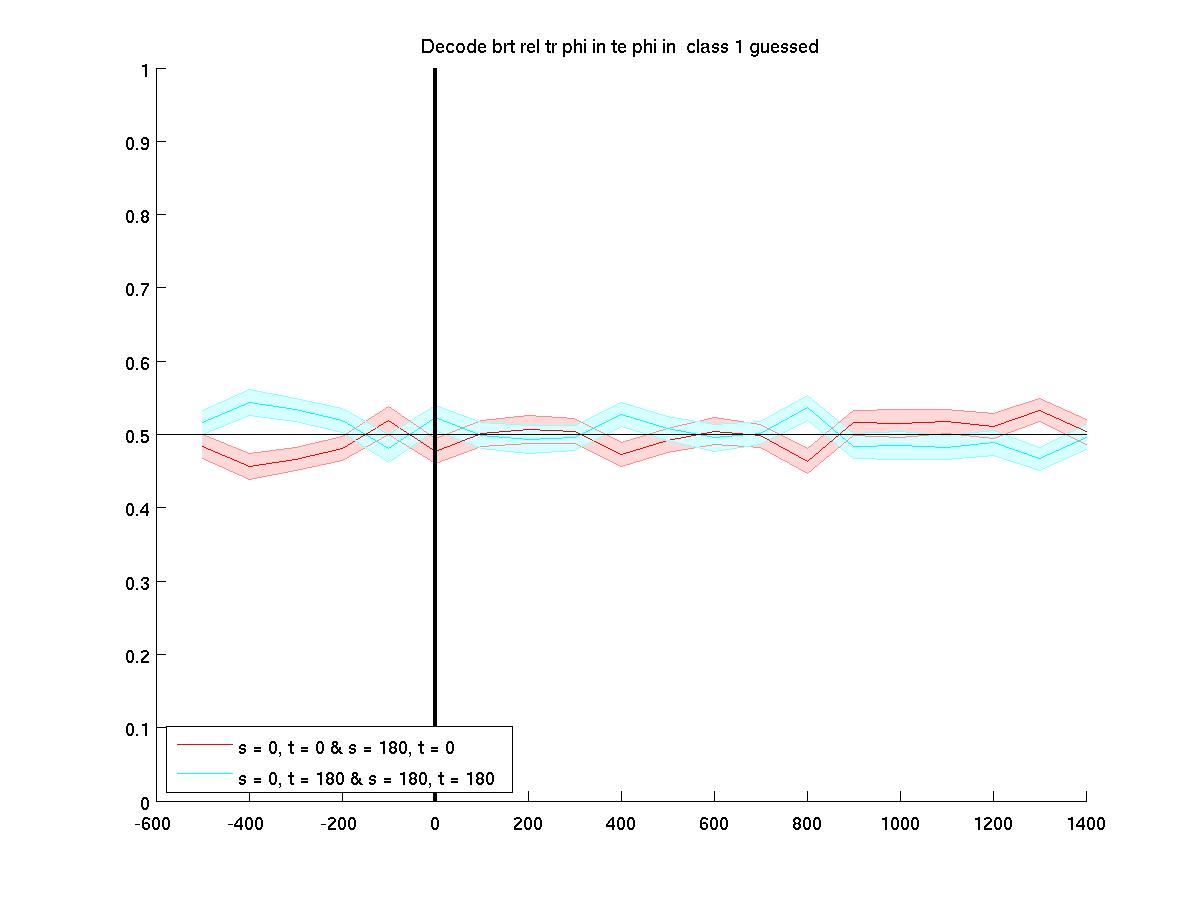 Decode brt rel tr phi in te phi in  class 1 guessed
1
0.9
0.8
0.7
0.6
0.5
0.4
0.3
0.2
0.1
0
s = 0, t = 0 & s = 180, t = 0
s = 0, t = 180 & s = 180, t = 180
-600 -400 -200 0 200 400 600 800 1000 1200 1400